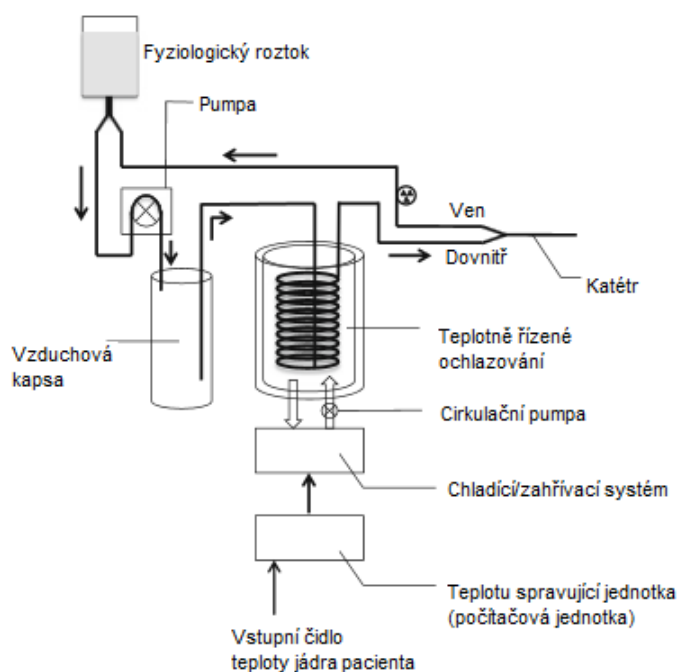 Fyziologický roztok
Pumpa
Ven
Dovnitř
Katétr
Vzduchová
kapsa
Teplotně řízené
ochlazování
Cirkulační pumpa
Chladící/zahřívací systém
Teplotu spravující jednotka
(počítačová jednotka)
Vstupní čidlo
teploty jádra pacienta